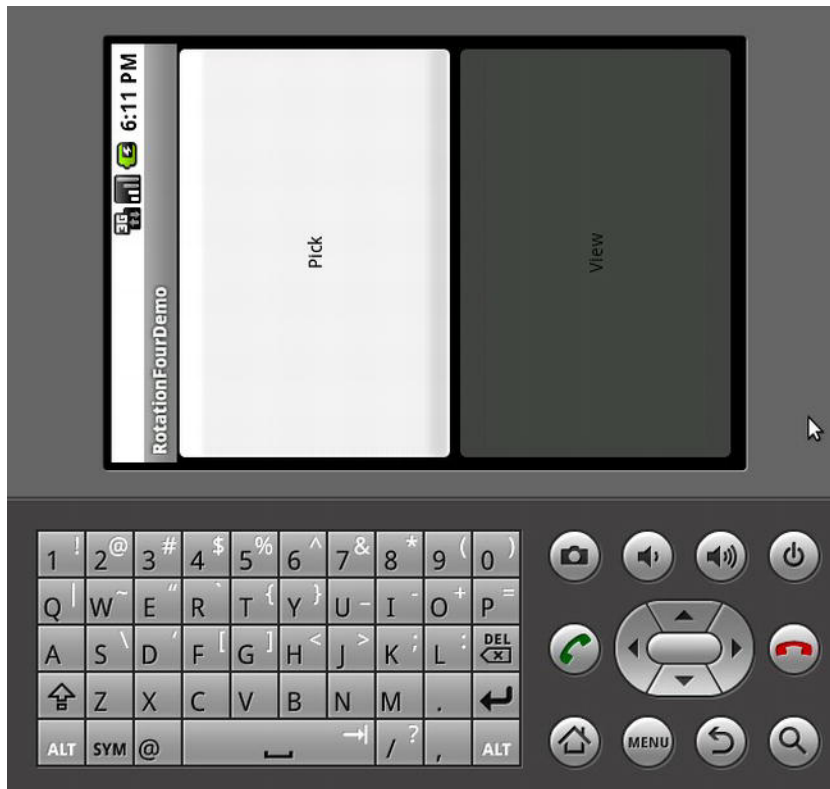 3G 6:11 PM
RotationFourDemo
Pick
View
1 ! 2 @ 3 # 4 $ 5 % 6 ^ 7 & 8 * 9 ( 0 )
Q | W ~ E " R ` T { Y } U - I - O + P =
A S \ D ' F [ G ] H < J > K ; L : DEL
Z X C V B N M .
ALT SYM @ / ? , ALT
MENU